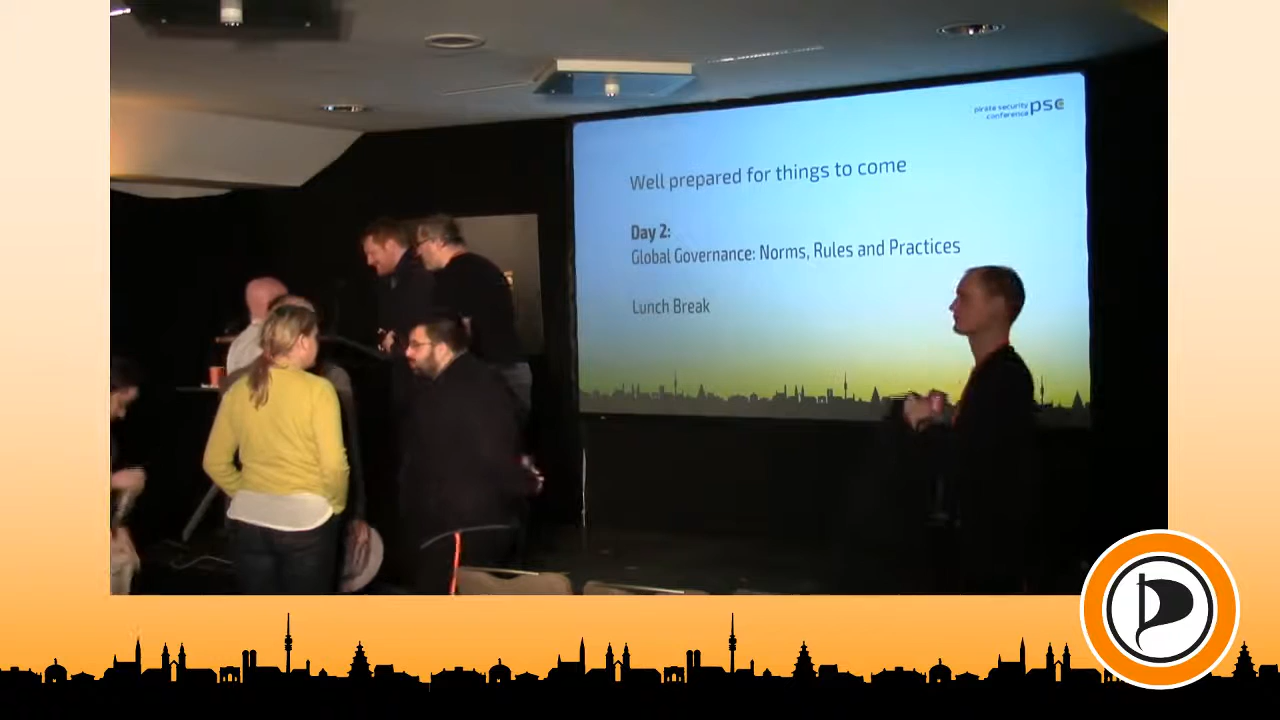 pirate security
conference psc
Well prepared for things to come
Day 2:
Global Governance: Norms, Rules and Practices
Lunch Break